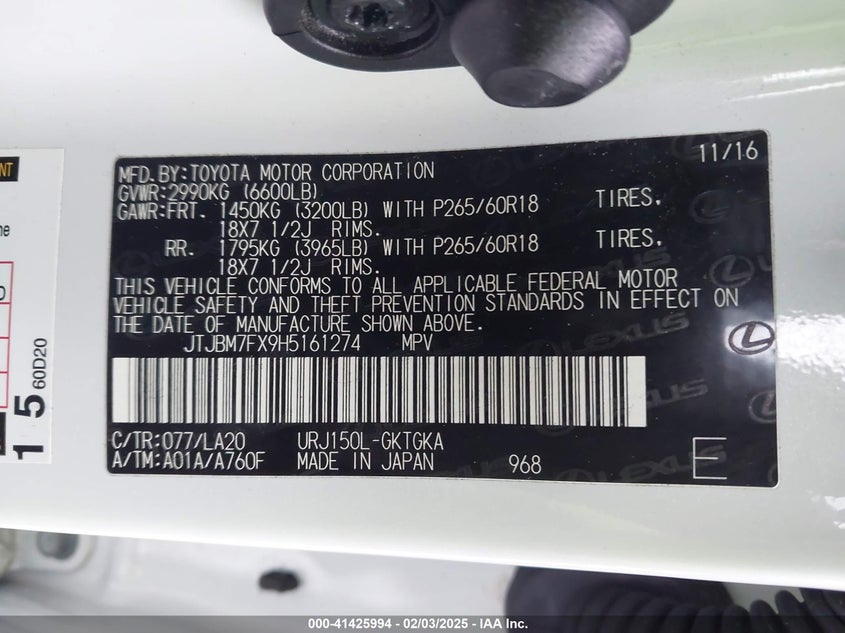 MFD.BY:TOYOTA MOTOR CORPORATION 11/16
GVWR:2990KG (6600LB)
GAWR:FRT. 1450KG (3200LB) WITH P265/60R18 TIRES.
18X7 1/2J RIMS.
RR. 1795KG (3965LB) WITH P265/60R18 TIRES.
18X7 1/2J RIMS.
THIS VEHICLE CONFORMS TO ALL APPLICABLE FEDERAL MOTOR
VEHICLE SAFETY AND THEFT PREVENTION STANDARDS IN EFFECT ON
THE DATE OF MANUFACTURE SHOWN ABOVE.
JTJBM7FX9H5161274 MPV
C/TR:077/LA20 URJ150L-GKTGKA
A/TM:A01A/A760F MADE IN JAPAN 968 E
LEXUS
15 60D20
000-41425994 - 02/03/2025 - IAA Inc.